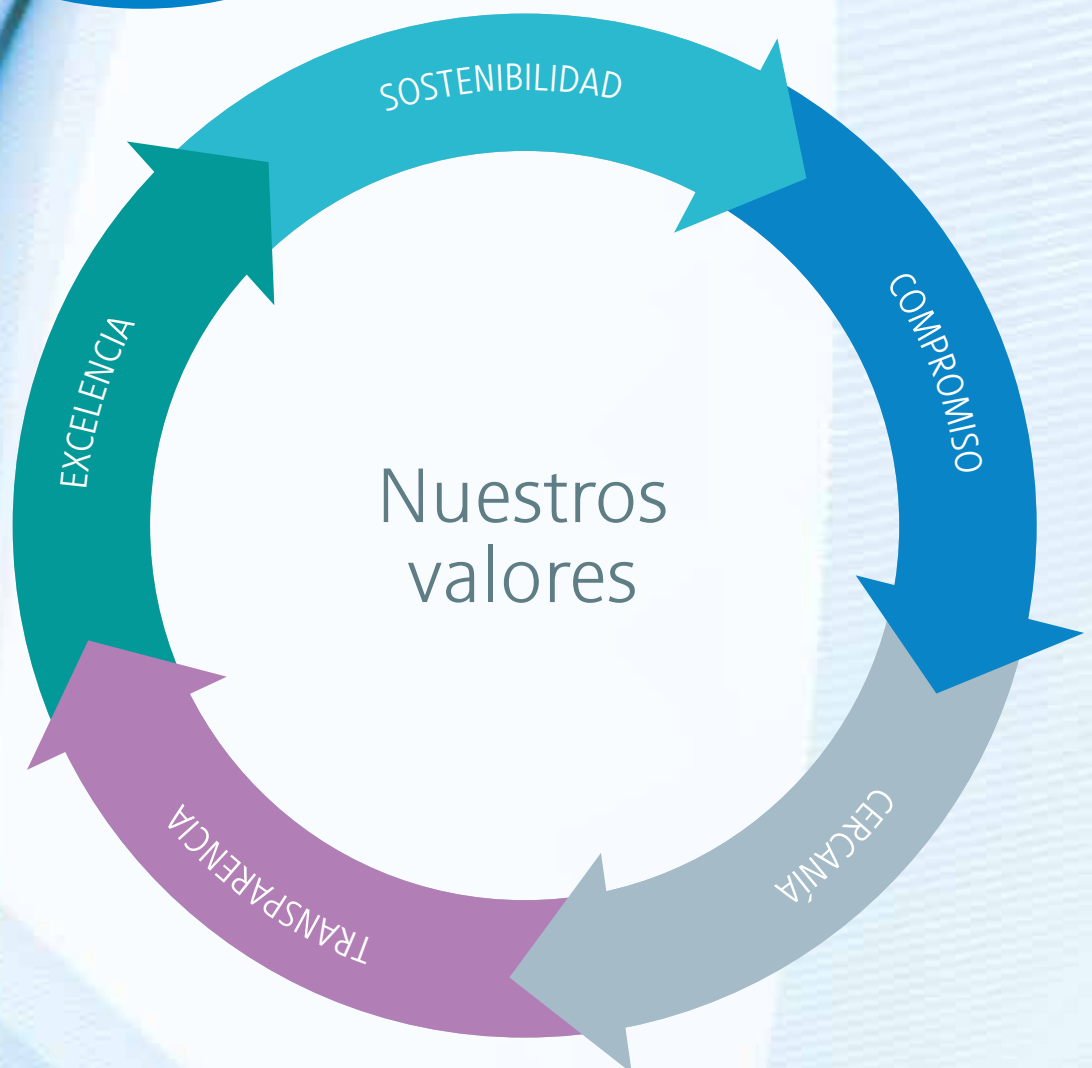 SOSTENIBILIDAD
COMPROMISO
CERCANÍA
TRANSPARENCIA
EXCELENCIA
Nuestros
valores